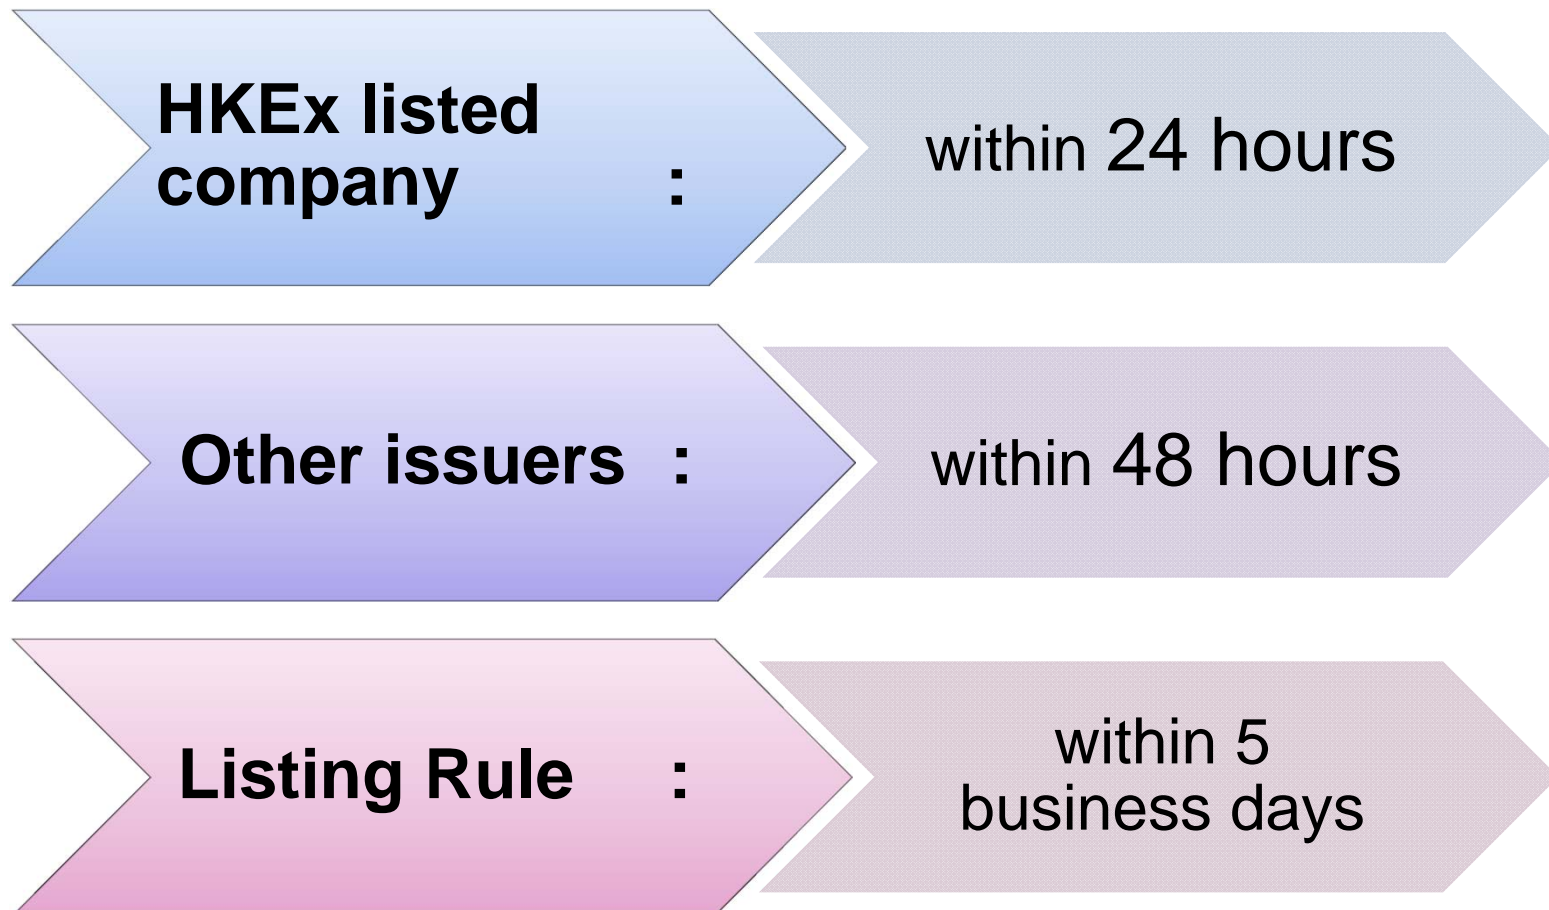 HKEx listed
company :
within 24 hours
Other issuers :
within 48 hours
Listing Rule :
within 5
business days